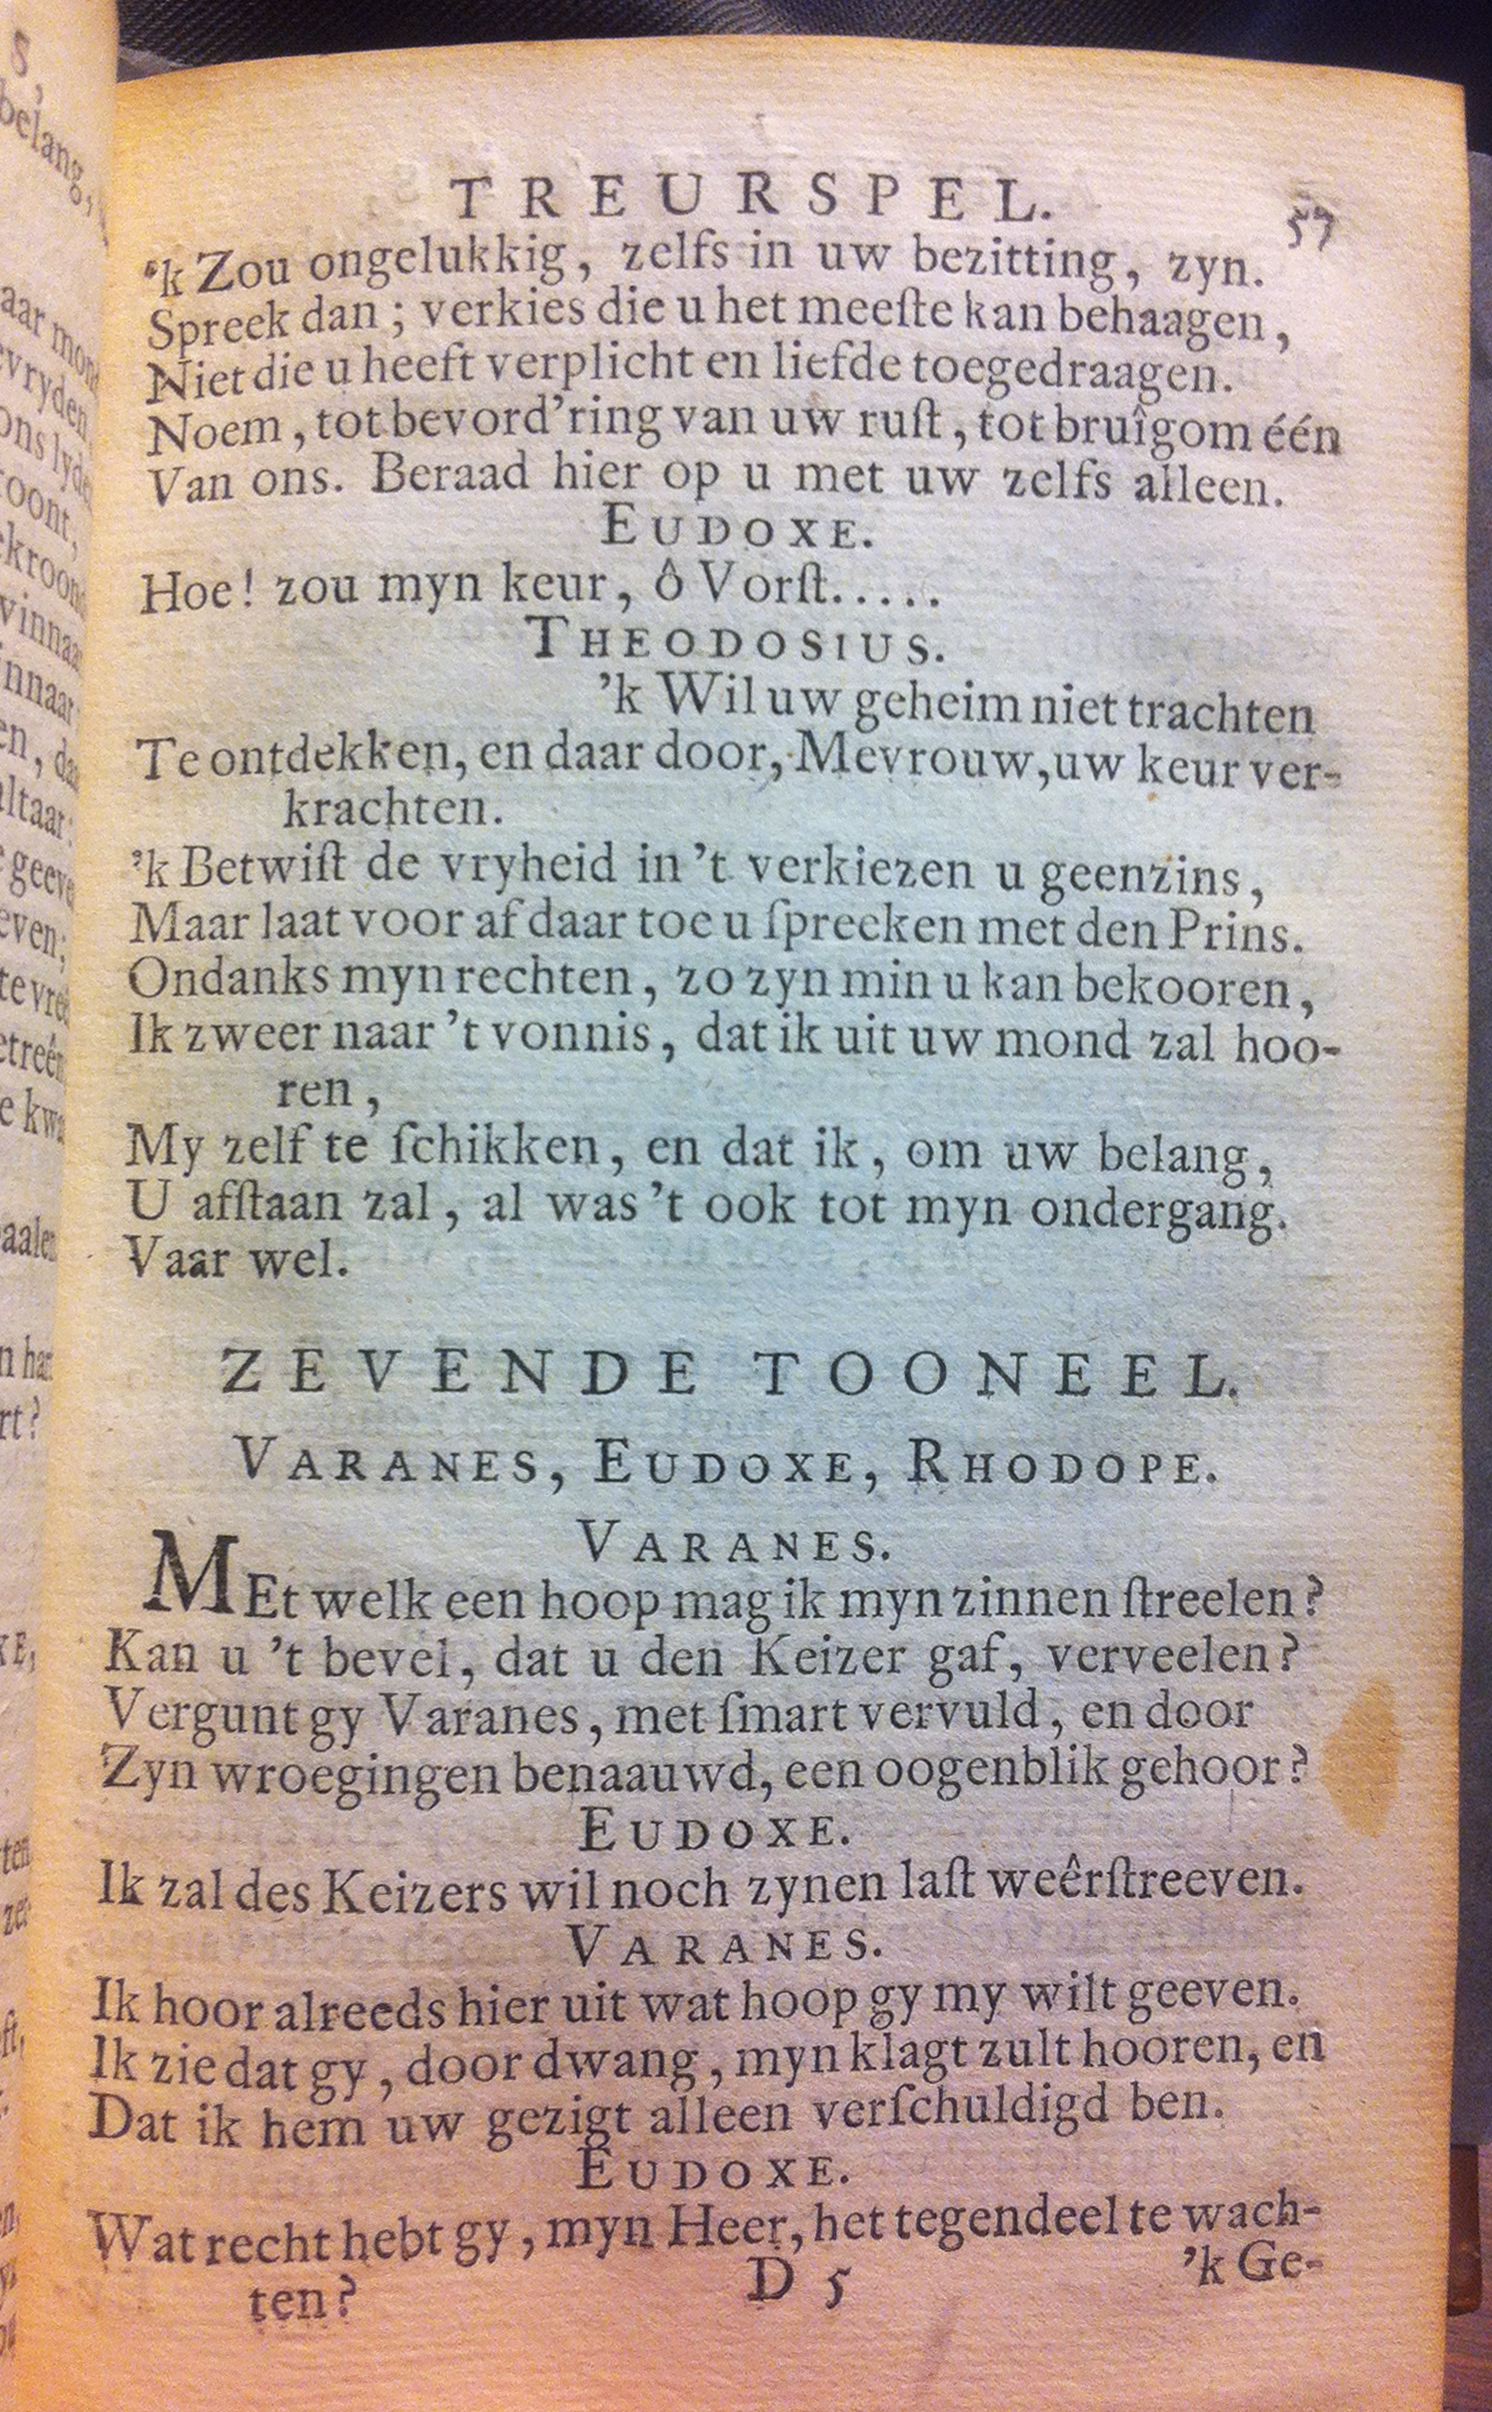 TREURSPEL. 57
'k Zou ongelukkig, zelfs in uw bezitting, zyn.
Spreek dan; verkies die u het meeſte kan behaagen,
Niet die u heeft verplicht en liefde toegedraagen.
Noem, tot bevord'ring van uw ruſt, tot bruîgom één
Van ons. Beraad hier op u met uw zelfs alleen.
EUDOXE.
Hoe! zou myn keur, ô Vorſt.....
THEODOSIUS.
'k Wil uw geheim niet trachten
Te ontdekken, en daar door, Mevrouw, uw keur ver-
krachten.
'k Betwiſt de vryheid in 't verkiezen u geenzins,
Maar laat voor af daar toe u ſpreeken met den Prins.
Ondanks myn rechten, zo zyn min u kan bekooren,
Ik zweer naar 't vonnis, dat ik uit uw mond zal hoo-
ren,
My zelf te ſchikken, en dat ik, om uw belang,
U afſtaan zal, al was 't ook tot myn ondergang.
Vaar wel.
ZEVENDE TOONEEL.
VARANES, EUDOXE, RHODOPE.
VARANES.
MEt welk een hoop mag ik myn zinnen ſtreelen?
Kan u 't bevel, dat u den Keizer gaf, verveelen?
Vergunt gy Varanes, met ſmart vervuld, en door
Zyn wroegingen benaauwd, een oogenblik gehoor?
EUDOXE.
Ik zal des Keizers wil noch zynen laſt weêrſtreeven.
VARANES.
Ik hoor alreeds hier uit wat hoop gy my wilt geeven.
Ik zie dat gy, door dwang, myn klagt zult hooren, en
Dat ik hem uw gezigt alleen verſchuldigd ben.
EUDOXE.
Wat recht hebt gy, myn Heer, het tegendeel te wach-
ten?
D 5
'k Ge-